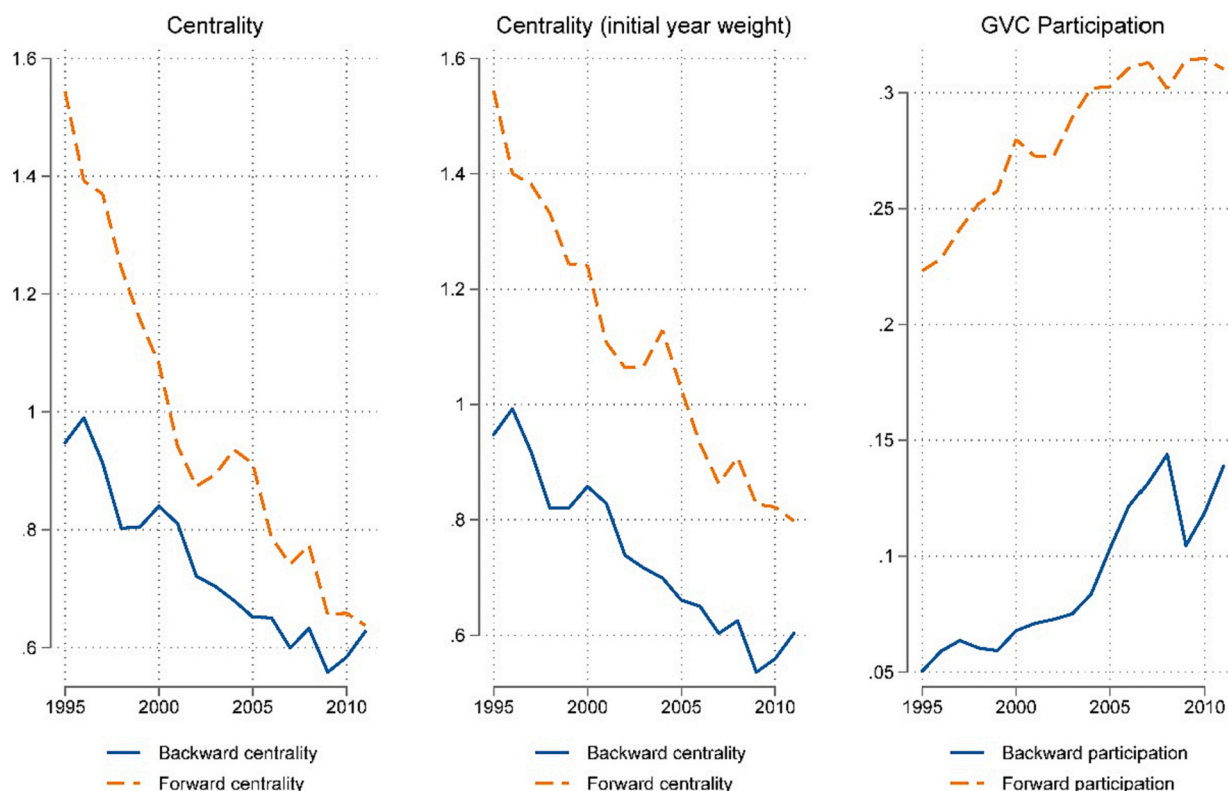 Centrality
1.6
1.4
1.2
1
.8
.6
1995 2000 2005 2010
Backward centrality
Forward centrality
Centrality (initial year weight)
1.6
1.4
1.2
1
.8
.6
1995 2000 2005 2010
Backward centrality
Forward centrality
GVC Participation
.3
.25
.2
.15
.1
.05
1995 2000 2005 2010
Backward participation
Forward participation